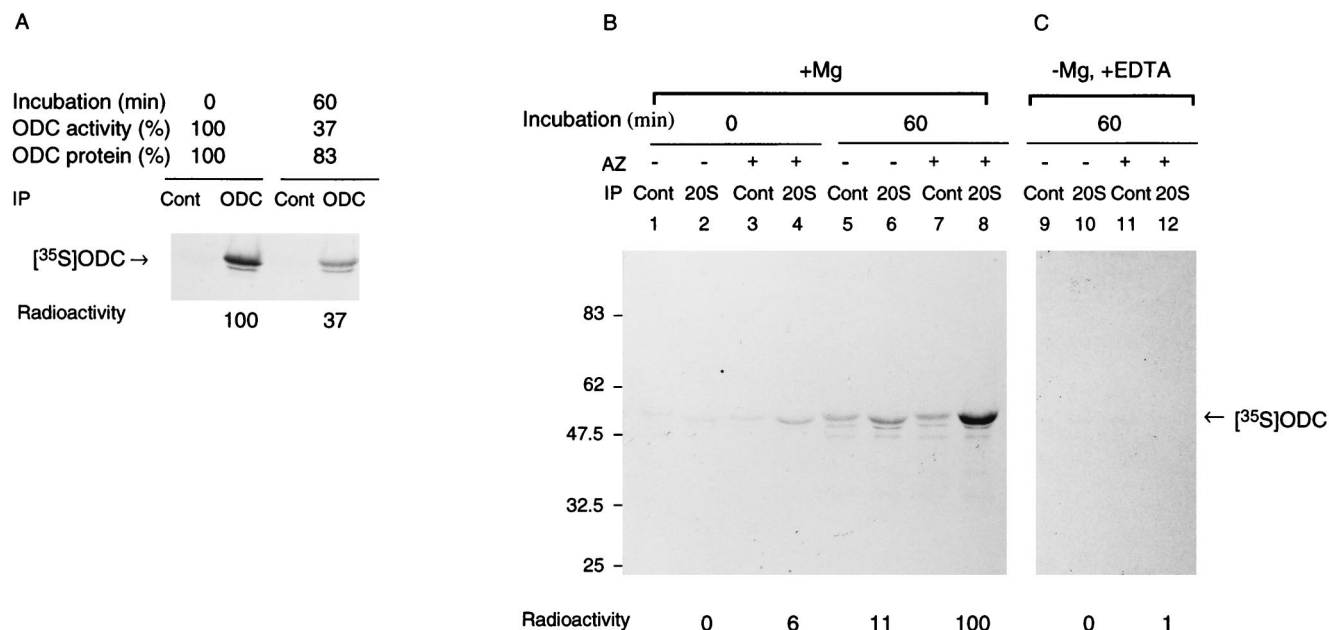 A
Incubation (min) 0 60
ODC activity (%) 100 37
ODC protein (%) 100 83
IP Cont ODC Cont ODC
[³⁵S]ODC →
Radioactivity 100 37
B
+Mg
Incubation (min) 0 60
AZ - - + + - - + +
IP Cont 20S Cont 20S Cont 20S Cont 20S
1 2 3 4 5 6 7 8
83 –
62 –
47.5 –
32.5 –
25 –
Radioactivity 0 6 11 100
C
-Mg, +EDTA
60
- - + +
Cont 20S Cont 20S
9 10 11 12
← [³⁵S]ODC
0 1